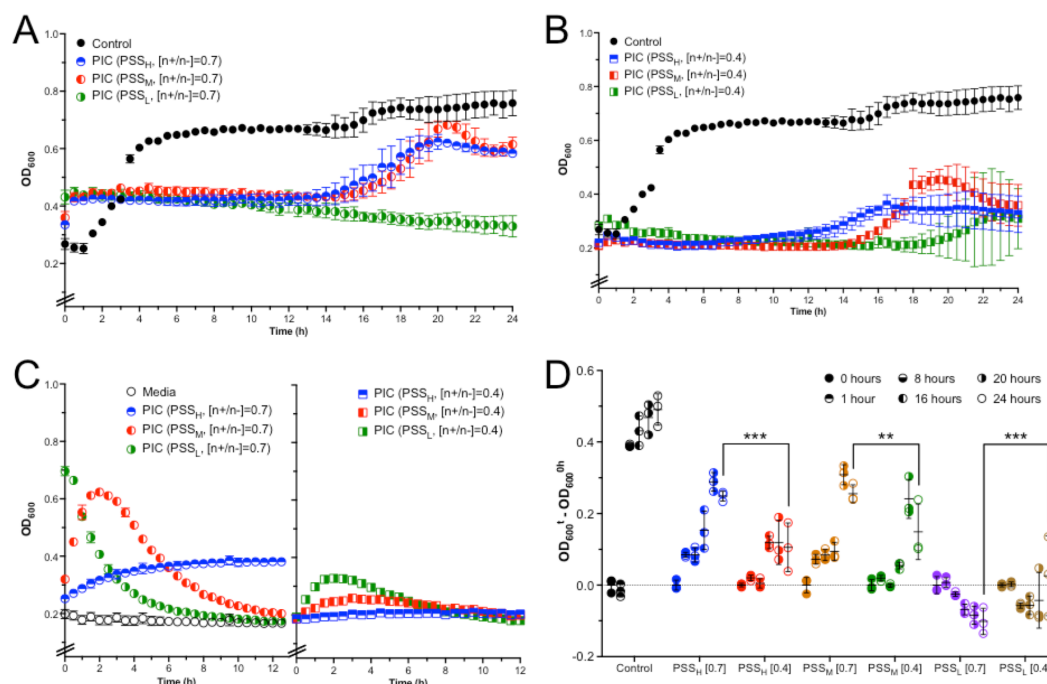 A
Control
PIC (PSS_H, [n+/n-]=0.7)
PIC (PSS_M, [n+/n-]=0.7)
PIC (PSS_L, [n+/n-]=0.7)
1.0
0.8
0.6
0.4
0.2
OD_600
0 2 4 6 8 10 12 14 16 18 20 22 24
Time (h)
B
Control
PIC (PSS_H, [n+/n-]=0.4)
PIC (PSS_M, [n+/n-]=0.4)
PIC (PSS_L, [n+/n-]=0.4)
1.0
0.8
0.6
0.4
0.2
OD_600
0 2 4 6 8 10 12 14 16 18 20 22 24
Time (h)
C
Media
PIC (PSS_H, [n+/n-]=0.7)
PIC (PSS_M, [n+/n-]=0.7)
PIC (PSS_L, [n+/n-]=0.7)
PIC (PSS_H, [n+/n-]=0.4)
PIC (PSS_M, [n+/n-]=0.4)
PIC (PSS_L, [n+/n-]=0.4)
1.0
0.8
0.6
0.4
0.2
OD_600
0 2 4 6 8 10 12
Time (h)
0 2 4 6 8 10 12
Time (h)
D
0 hours
8 hours
20 hours
1 hour
16 hours
24 hours
*** ** ***
0.6
0.4
0.2
0.0
-0.2
OD_600^t - OD_600^0h
Control PSS_H [0.7] PSS_H [0.4] PSS_M [0.7] PSS_M [0.4] PSS_L [0.7] PSS_L [0.4